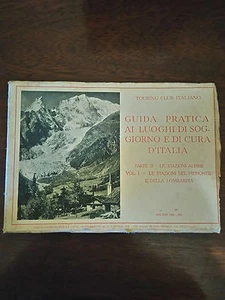 TOURING CLUB ITALIANO
GUIDA PRATICA
AI LUOGHI DI SOG-
GIORNO E DI CURA
D'ITALIA
PARTE II - LE STAZIONI ALPINE
VOL. I - LE STAZIONI DEL PIEMONTE
E DELLA LOMBARDIA